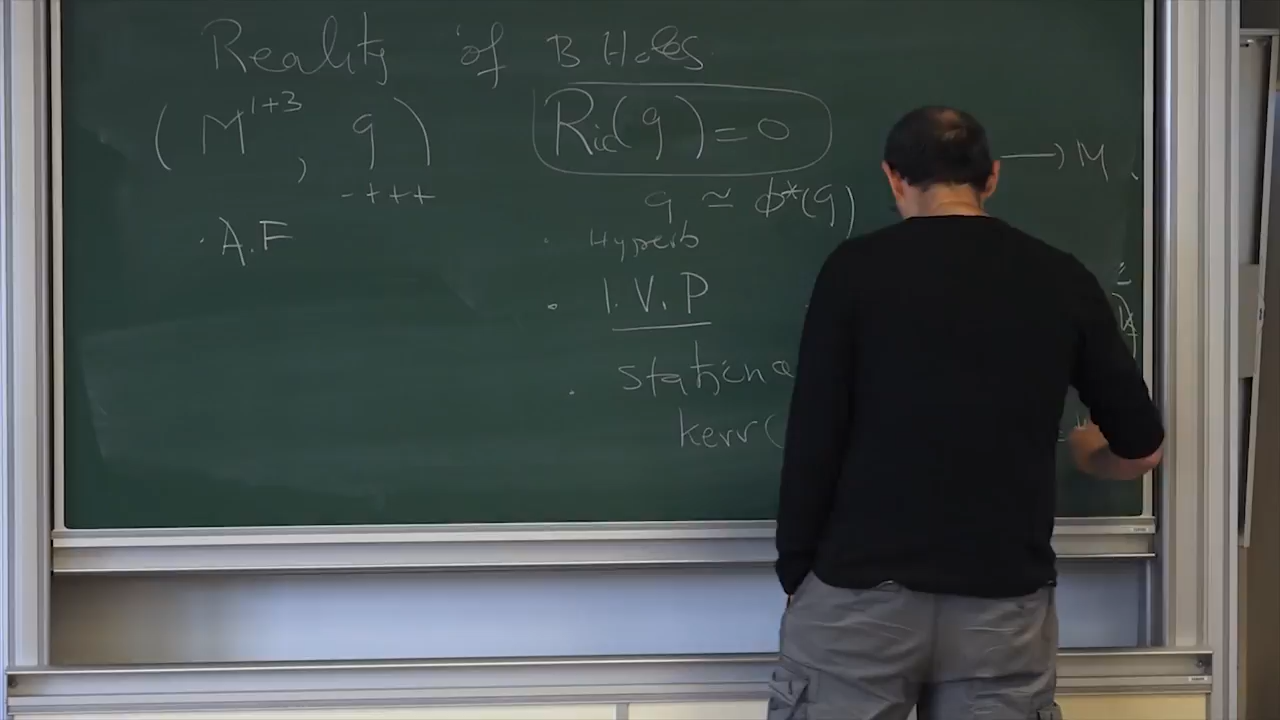 Reality of B Holes
(M^{1+3}, g) Ric(g) = 0
-+++ g ≃ φ*(g) → M
· A.F · Hyperb
· I.V.P
· stationa
kerr(